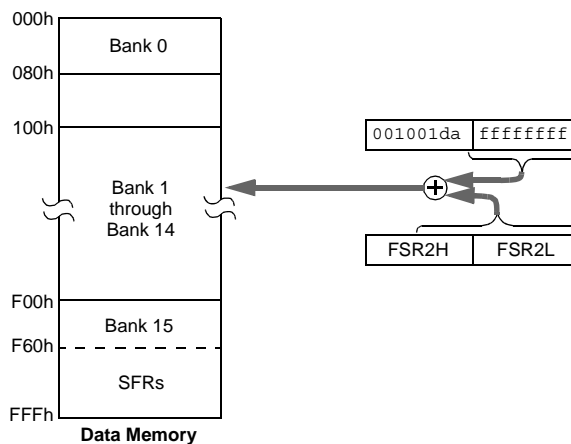 000h
Bank 0
080h
100h
001001da ffffffff
Bank 1
through
Bank 14
FSR2H FSR2L
F00h
Bank 15
F60h
SFRs
FFFh
Data Memory